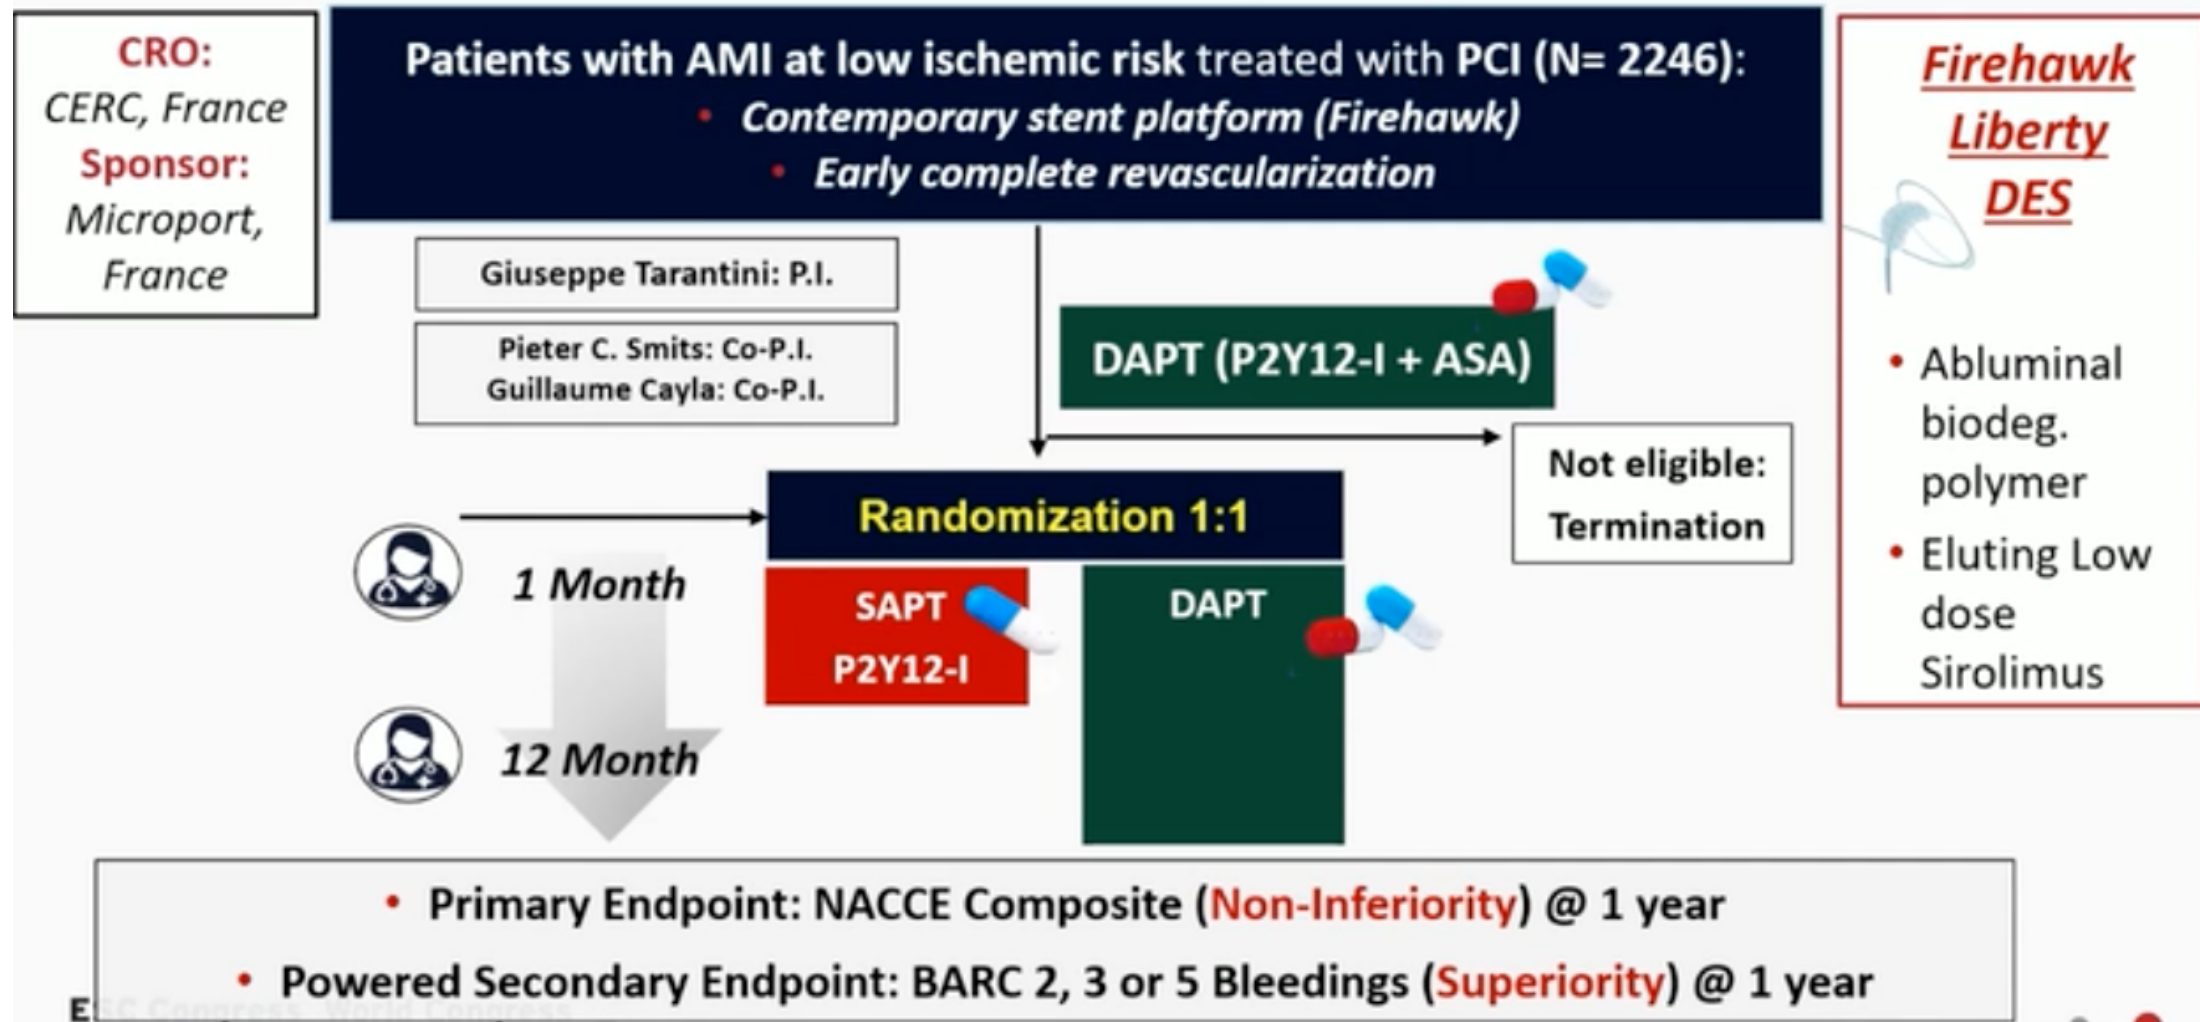 CRO:
CERC, France
Sponsor:
Microport,
France
Patients with AMI at low ischemic risk treated with PCI (N= 2246):
• Contemporary stent platform (Firehawk)
• Early complete revascularization
Firehawk
Liberty
DES
• Abluminal
biodeg.
polymer
• Eluting Low
dose
Sirolimus
Giuseppe Tarantini: P.I.
Pieter C. Smits: Co-P.I.
Guillaume Cayla: Co-P.I.
DAPT (P2Y12-I + ASA)
Not eligible:
Termination
Randomization 1:1
1 Month
SAPT
P2Y12-I
DAPT
12 Month
• Primary Endpoint: NACCE Composite (Non-Inferiority) @ 1 year
• Powered Secondary Endpoint: BARC 2, 3 or 5 Bleedings (Superiority) @ 1 year
ESC Congress World Congress